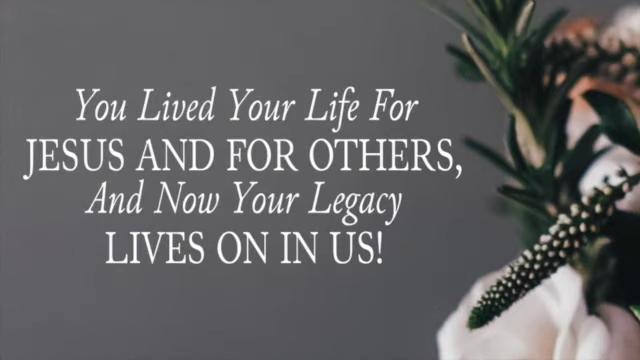 You Lived Your Life For
JESUS AND FOR OTHERS,
And Now Your Legacy
LIVES ON IN US!